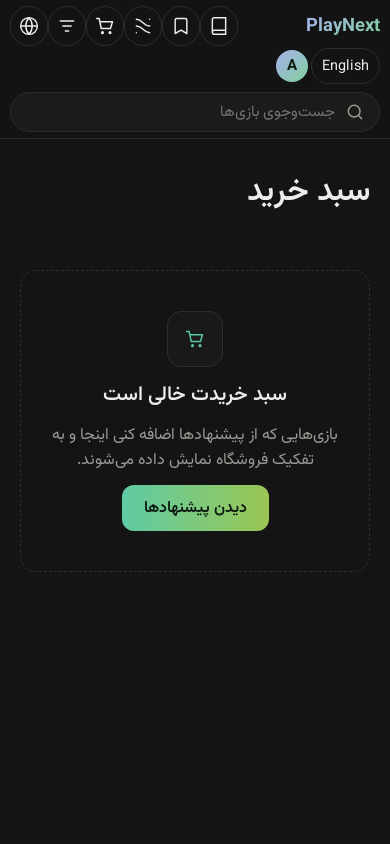 PlayNext
English
A
جست‌وجوی بازی‌ها
سبد خرید
سبد خریدت خالی است
بازی‌هایی که از پیشنهادها اضافه کنی اینجا و به
تفکیک فروشگاه نمایش داده می‌شوند.
دیدن پیشنهادها